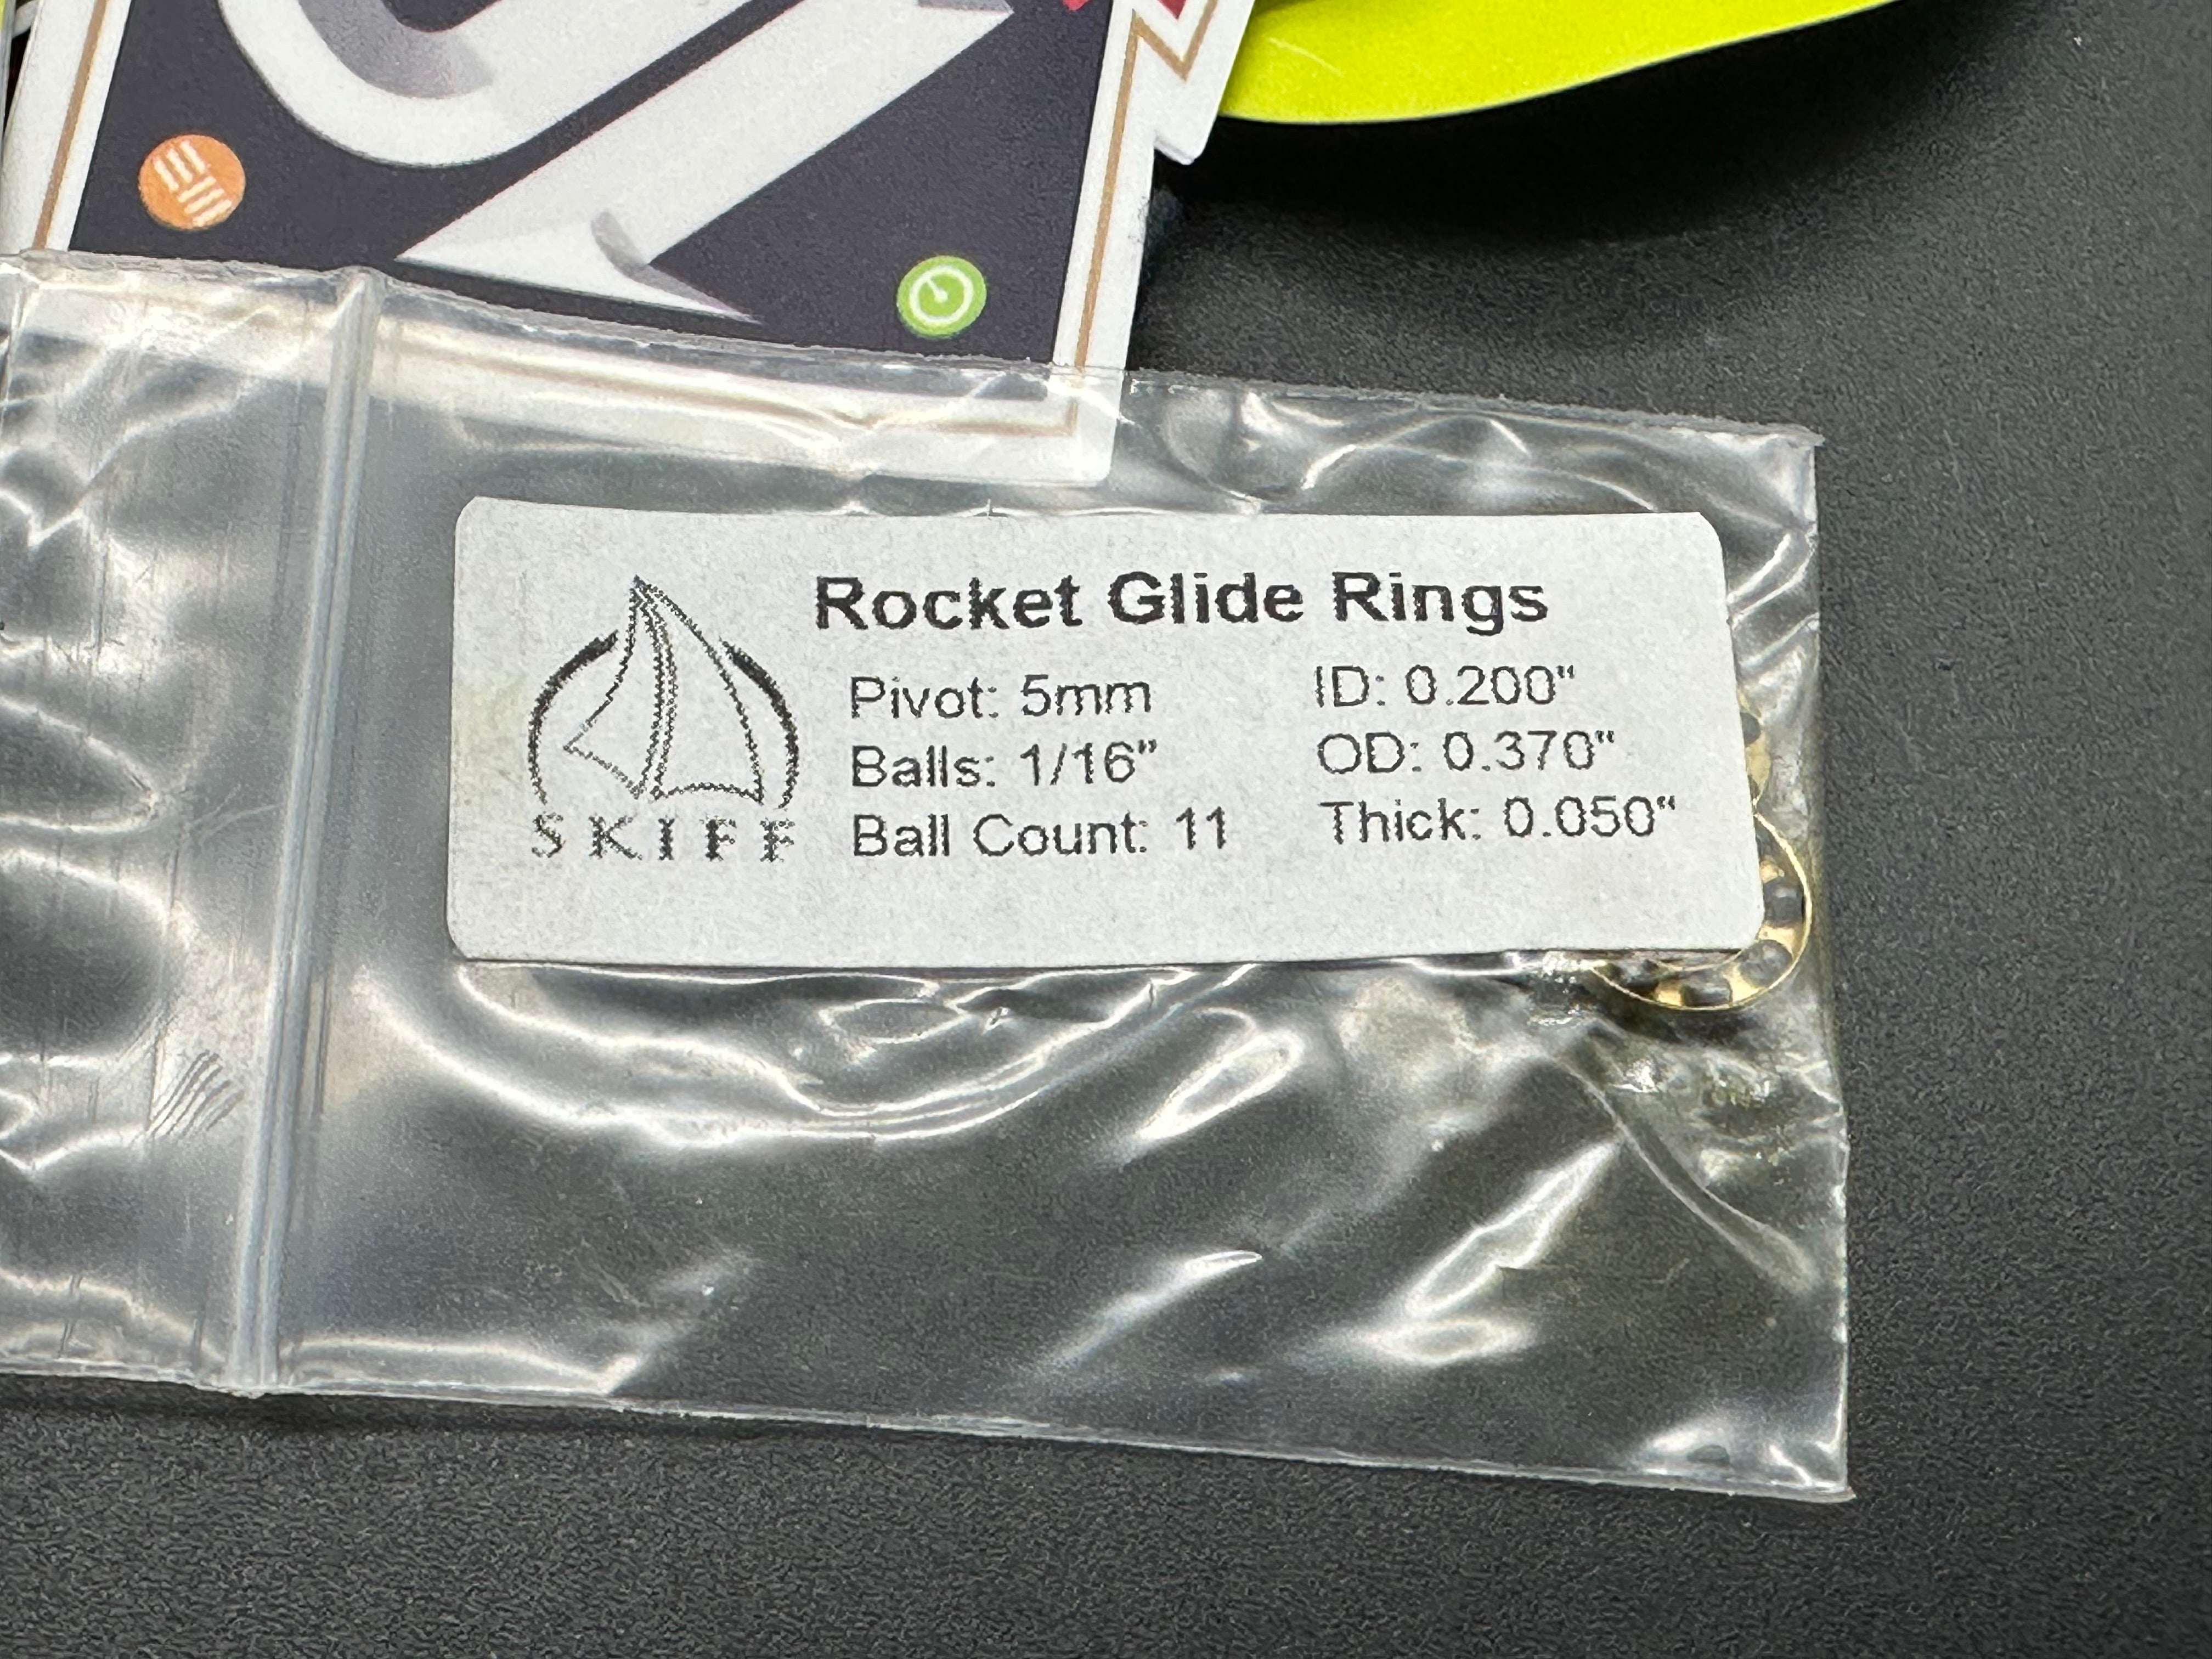 Rocket Glide Rings
Pivot: 5mm
Balls: 1/16"
Ball Count: 11
ID: 0.200"
OD: 0.370"
Thick: 0.050"
SKIFF